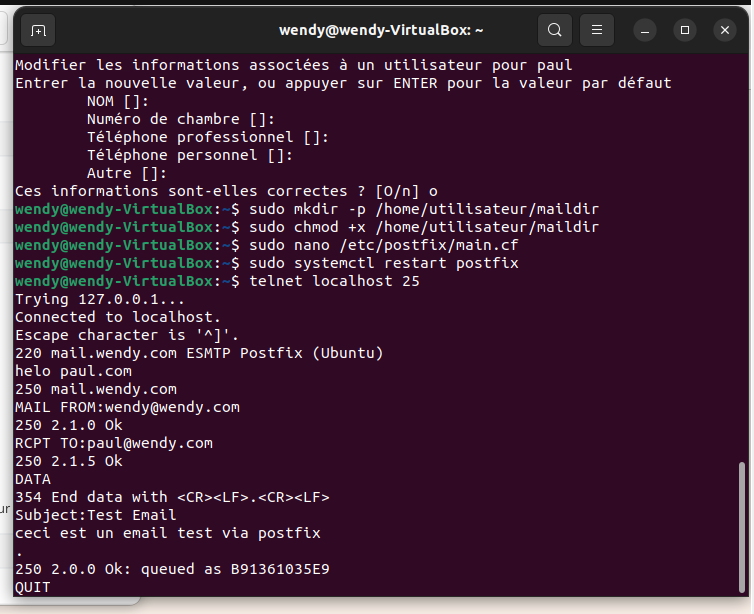 wendy@wendy-VirtualBox: ~
Modifier les informations associées à un utilisateur pour paul
Entrer la nouvelle valeur, ou appuyer sur ENTER pour la valeur par défaut
NOM []:
Numéro de chambre []:
Téléphone professionnel []:
Téléphone personnel []:
Autre []:
Ces informations sont-elles correctes ? [O/n] o
wendy@wendy-VirtualBox:~$ sudo mkdir -p /home/utilisateur/maildir
wendy@wendy-VirtualBox:~$ sudo chmod +x /home/utilisateur/maildir
wendy@wendy-VirtualBox:~$ sudo nano /etc/postfix/main.cf
wendy@wendy-VirtualBox:~$ sudo systemctl restart postfix
wendy@wendy-VirtualBox:~$ telnet localhost 25
Trying 127.0.0.1...
Connected to localhost.
Escape character is '^]'.
220 mail.wendy.com ESMTP Postfix (Ubuntu)
helo paul.com
250 mail.wendy.com
MAIL FROM:wendy@wendy.com
250 2.1.0 Ok
RCPT TO:paul@wendy.com
250 2.1.5 Ok
DATA
354 End data with <CR><LF>.<CR><LF>
Subject:Test Email
ceci est un email test via postfix
.
250 2.0.0 Ok: queued as B91361035E9
QUIT
ur